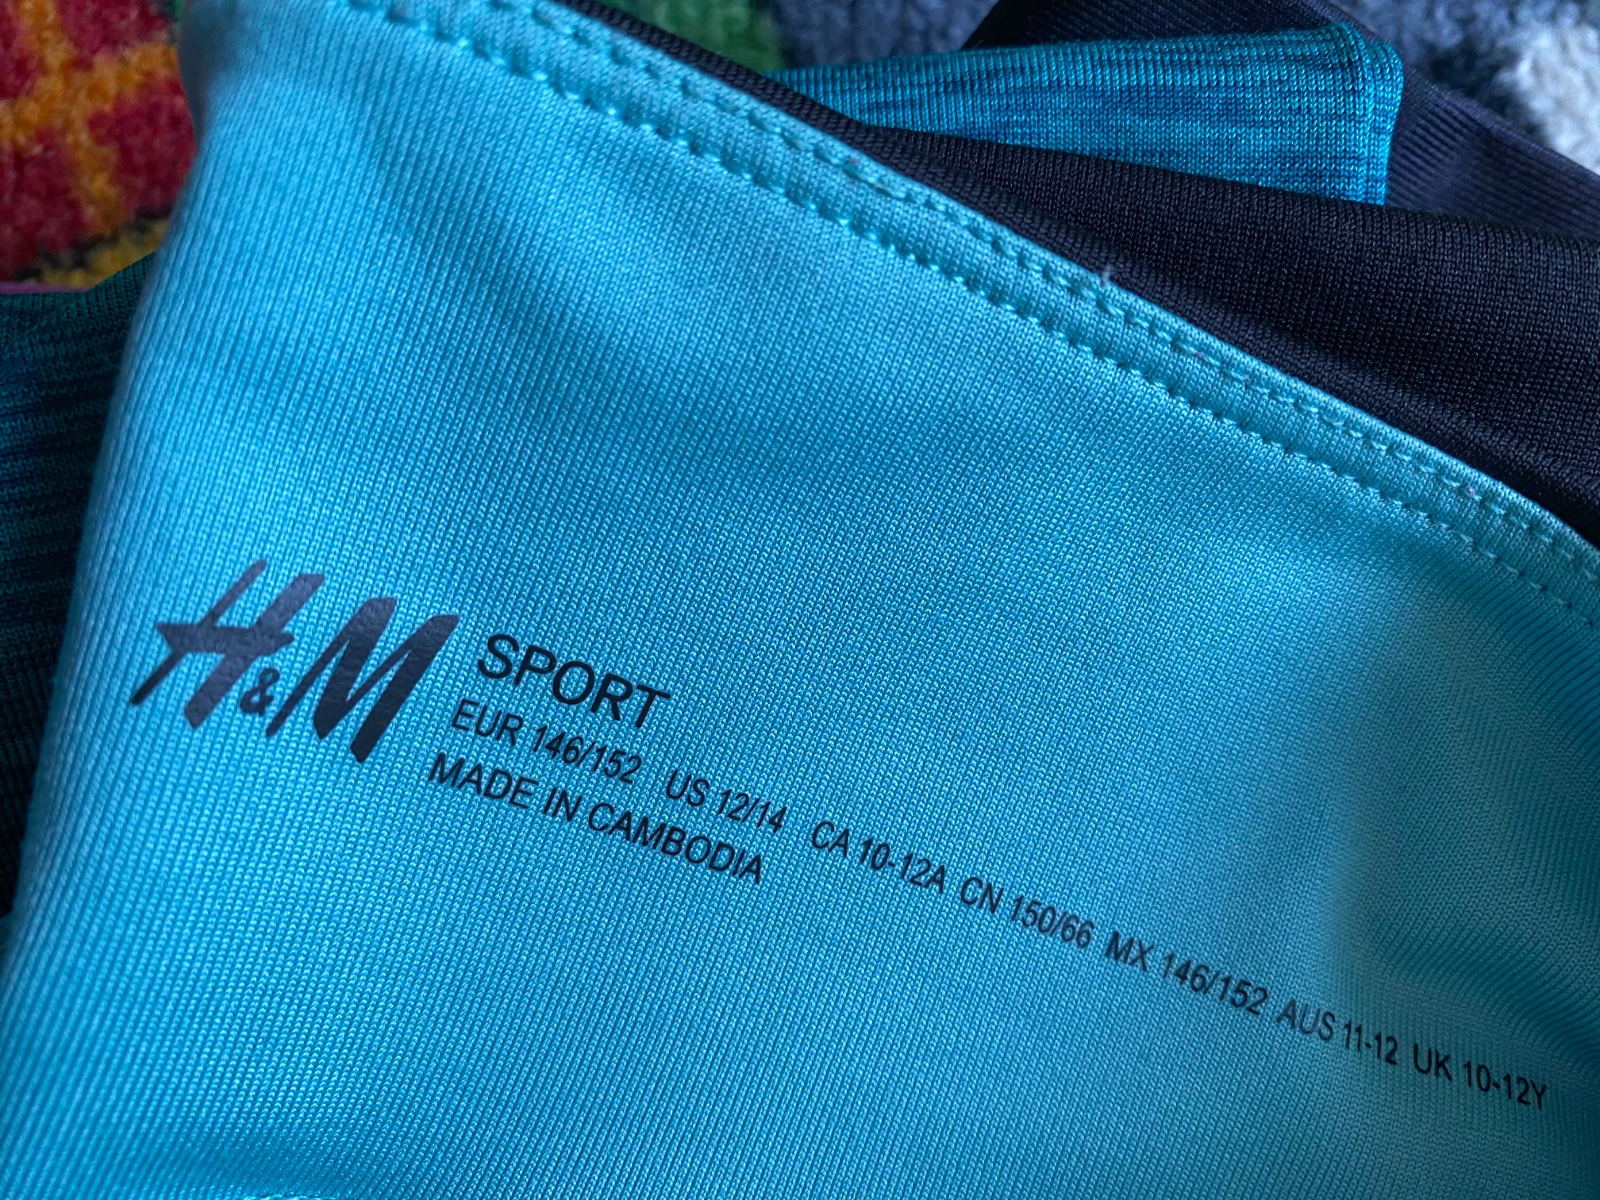 H&M SPORT
EUR 146/152 US 12/14 CA 10-12A CN 150/66 MX 146/152 AUS 11-12 UK 10-12Y
MADE IN CAMBODIA